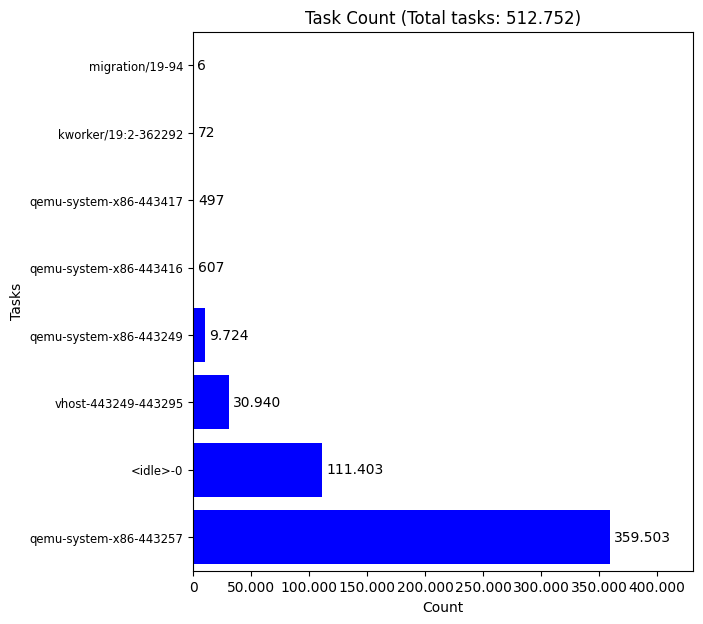 Task Count (Total tasks: 512.752)
migration/19-94
6
kworker/19:2-362292
72
qemu-system-x86-443417
497
qemu-system-x86-443416
607
qemu-system-x86-443249
9.724
vhost-443249-443295
30.940
<idle>-0
111.403
qemu-system-x86-443257
359.503
Tasks
0 50.000 100.000 150.000 200.000 250.000 300.000 350.000 400.000
Count